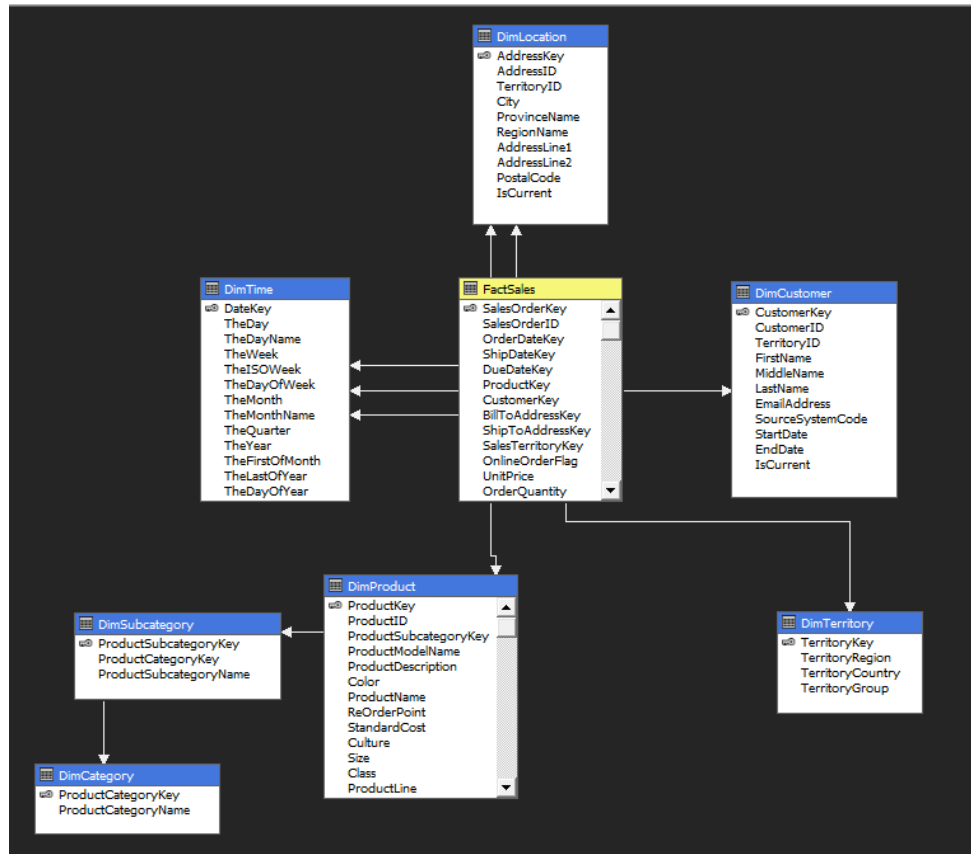 DimLocation
AddressKey
AddressID
TerritoryID
City
ProvinceName
RegionName
AddressLine1
AddressLine2
PostalCode
IsCurrent
DimTime
DateKey
TheDay
TheDayName
TheWeek
TheISOWeek
TheDayOfWeek
TheMonth
TheMonthName
TheQuarter
TheYear
TheFirstOfMonth
TheLastOfYear
TheDayOfYear
FactSales
SalesOrderKey
SalesOrderID
OrderDateKey
ShipDateKey
DueDateKey
ProductKey
CustomerKey
BillToAddressKey
ShipToAddressKey
SalesTerritoryKey
OnlineOrderFlag
UnitPrice
OrderQuantity
DimCustomer
CustomerKey
CustomerID
TerritoryID
FirstName
MiddleName
LastName
EmailAddress
SourceSystemCode
StartDate
EndDate
IsCurrent
DimProduct
ProductKey
ProductID
ProductSubcategoryKey
ProductModelName
ProductDescription
Color
ProductName
ReOrderPoint
StandardCost
Culture
Size
Class
ProductLine
DimSubcategory
ProductSubcategoryKey
ProductCategoryKey
ProductSubcategoryName
DimTerritory
TerritoryKey
TerritoryRegion
TerritoryCountry
TerritoryGroup
DimCategory
ProductCategoryKey
ProductCategoryName